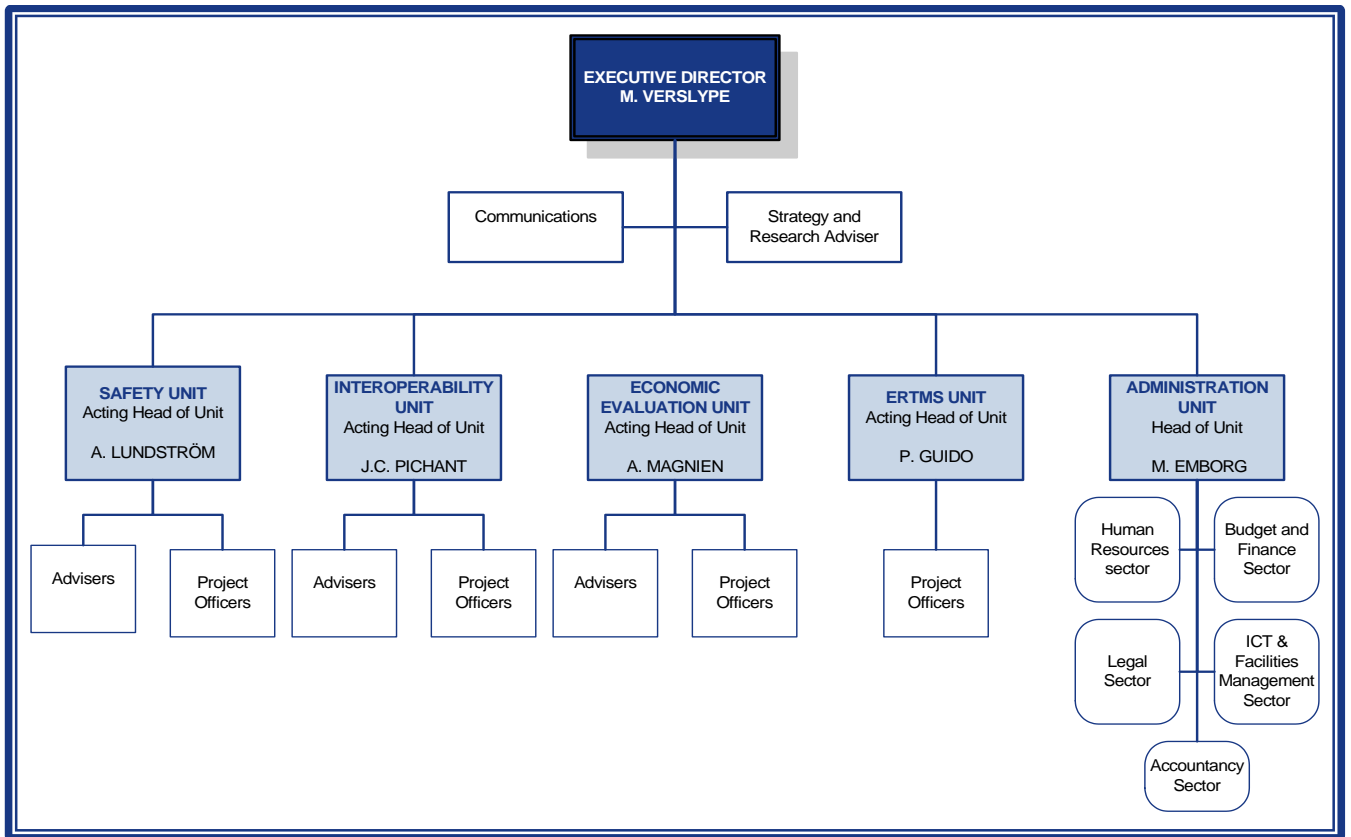 EXECUTIVE DIRECTOR
M. VERSLYPE
Communications
Strategy and
Research Adviser
SAFETY UNIT
Acting Head of Unit
A. LUNDSTRÖM
INTEROPERABILITY
UNIT
Acting Head of Unit
J.C. PICHANT
ECONOMIC
EVALUATION UNIT
Acting Head of Unit
A. MAGNIEN
ERTMS UNIT
Acting Head of Unit
P. GUIDO
ADMINISTRATION
UNIT
Head of Unit
M. EMBORG
Advisers
Project
Officers
Advisers
Project
Officers
Advisers
Project
Officers
Project
Officers
Human
Resources
sector
Budget and
Finance
Sector
Legal
Sector
ICT &
Facilities
Management
Sector
Accountancy
Sector